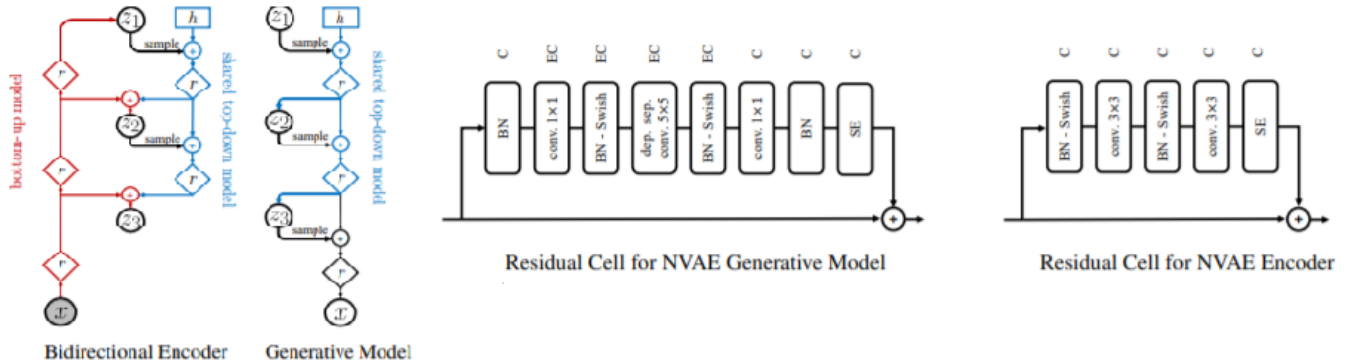 z1
h
sample
+
r
r
bottom-up model
shared top-down model
+
z2
sample
+
r
r
+
z3
r
x
Bidirectional Encoder
z1
h
sample
+
r
shared top-down model
z2
sample
+
r
z3
sample
+
r
x
Generative Model
C
EC
EC
EC
EC
C
C
C
BN
conv. 1×1
BN - Swish
dep. sep.
conv. 5×5
BN - Swish
conv. 1×1
BN
SE
+
Residual Cell for NVAE Generative Model
C
C
C
C
C
BN - Swish
conv. 3×3
BN - Swish
conv. 3×3
SE
+
Residual Cell for NVAE Encoder